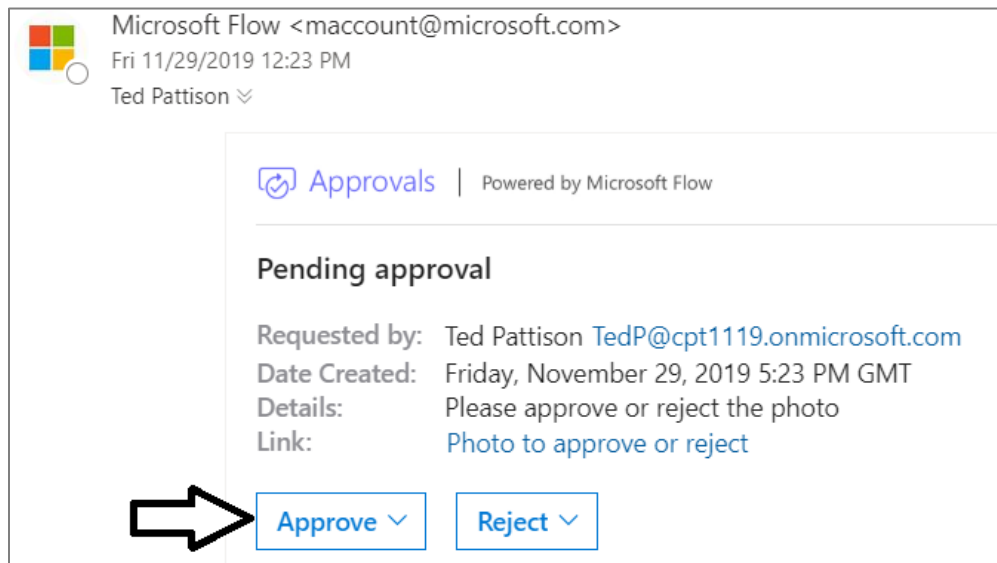 Microsoft Flow <maccount@microsoft.com>
Fri 11/29/2019 12:23 PM
Ted Pattison
Approvals | Powered by Microsoft Flow
Pending approval
Requested by: Ted Pattison TedP@cpt1119.onmicrosoft.com
Date Created: Friday, November 29, 2019 5:23 PM GMT
Details: Please approve or reject the photo
Link: Photo to approve or reject
Approve Reject